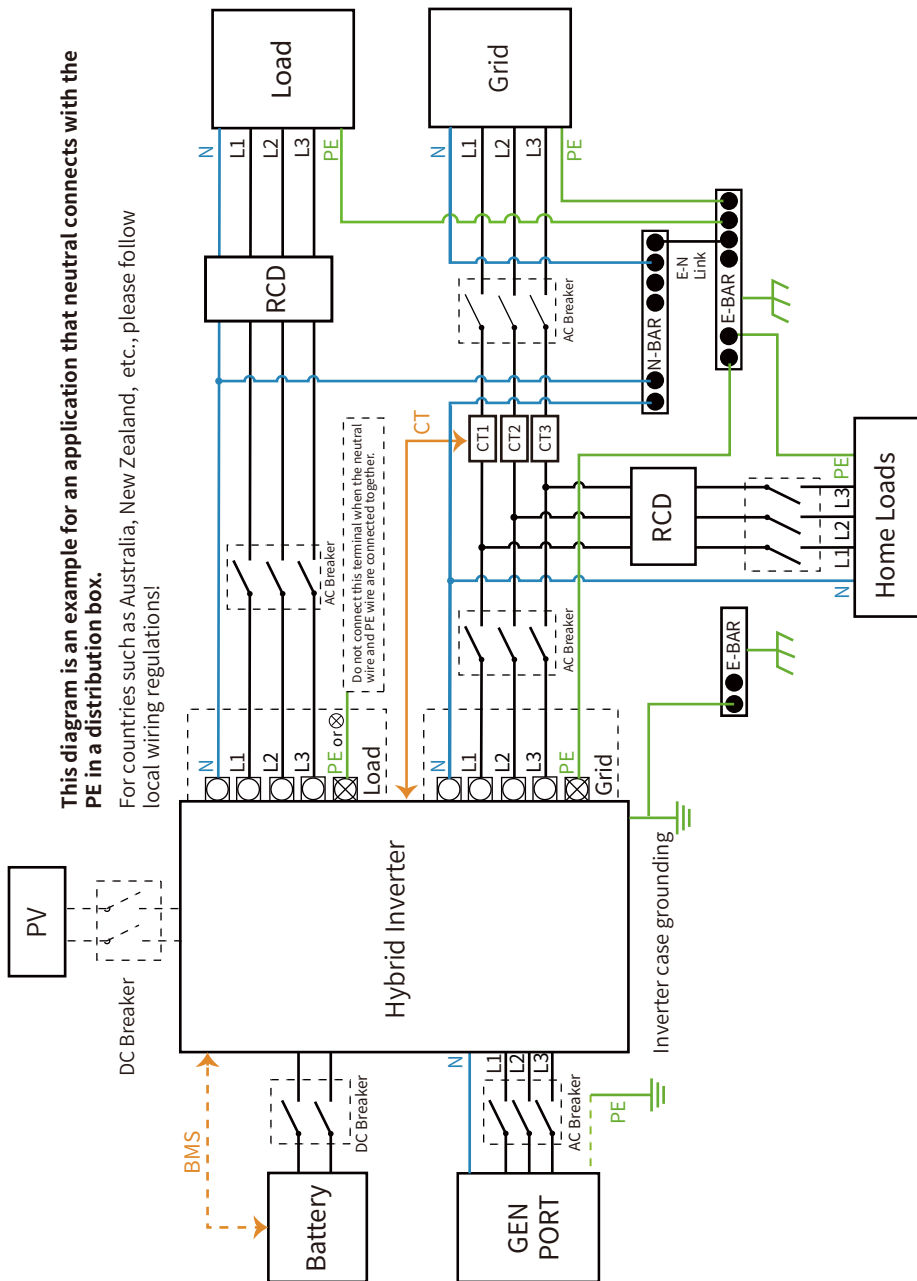 This diagram is an example for an application that neutral connects with the
PE in a distribution box.
For countries such as Australia, New Zealand, etc., please follow
local wiring regulations!
PV
DC Breaker
BMS
Battery
DC Breaker
GEN
PORT
N
L1
L2
L3
AC Breaker
PE
Hybrid Inverter
Inverter case grounding
N
L1
L2
L3
PE or
Load
AC Breaker
Do not connect this terminal when the neutral
wire and PE wire are connected together.
RCD
N
L1
L2
L3
PE
Load
CT
N
L1
L2
L3
PE
Grid
AC Breaker
CT1
CT2
CT3
AC Breaker
N
L1
L2
L3
PE
Grid
N-BAR
E-N
Link
E-BAR
RCD
N
L1
L2
L3
PE
Home Loads
E-BAR